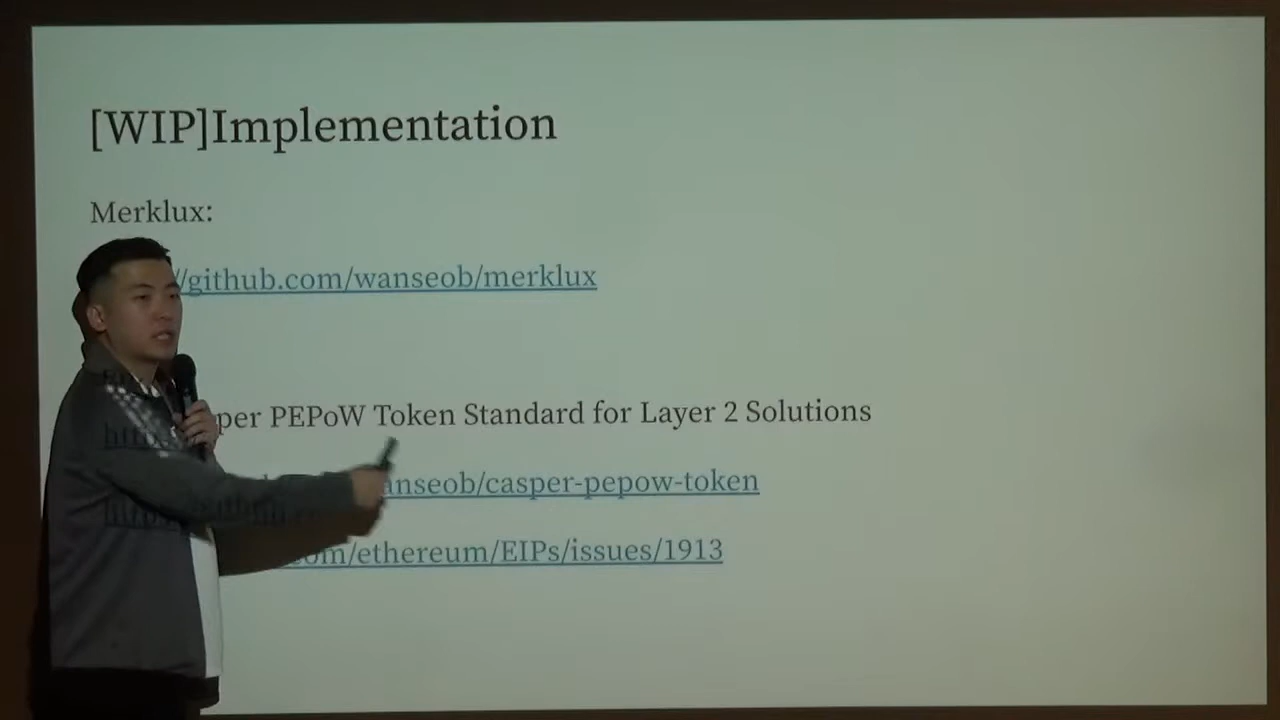 [WIP]Implementation
Merklux:
//github.com/wanseob/merklux
per PEPoW Token Standard for Layer 2 Solutions
anseob/casper-pepow-token
com/ethereum/EIPs/issues/1913